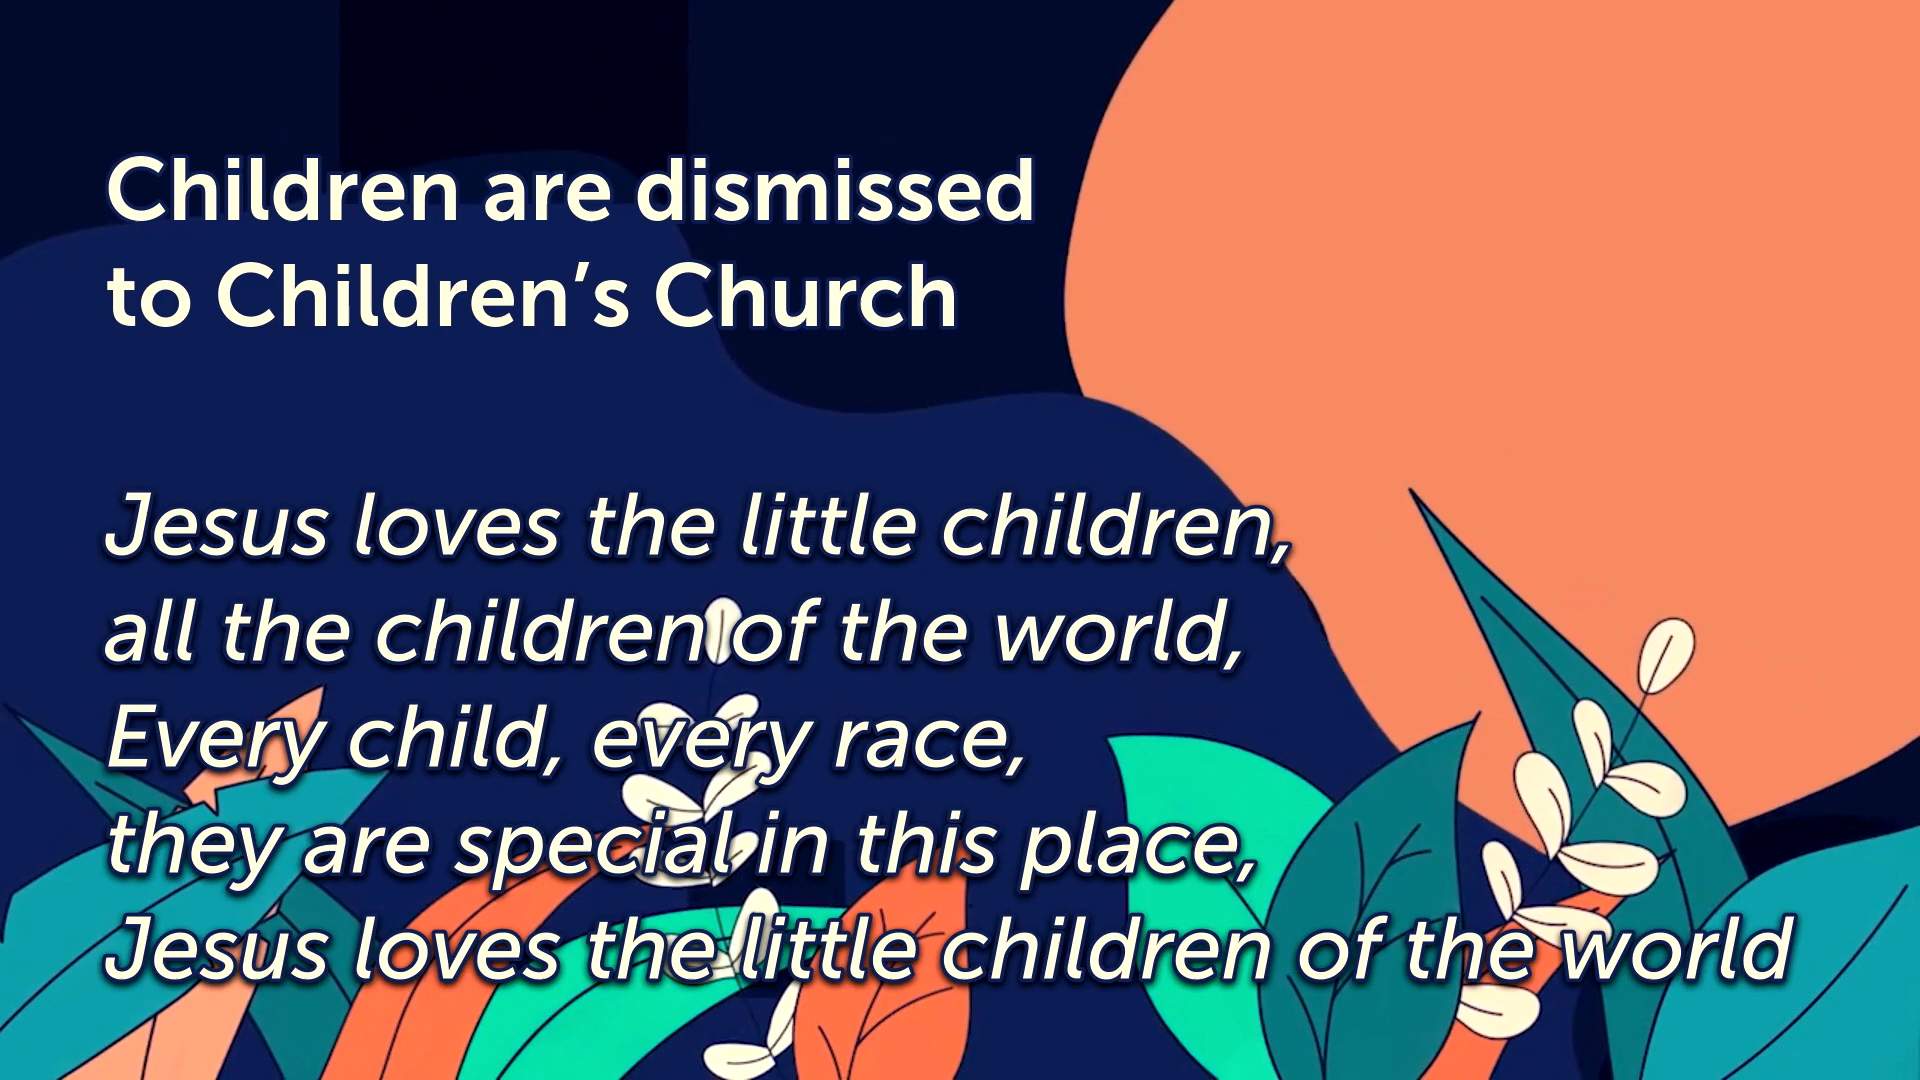 Children are dismissed
to Children’s Church
Jesus loves the little children,
all the children of the world,
Every child, every race,
they are special in this place,
Jesus loves the little children of the world